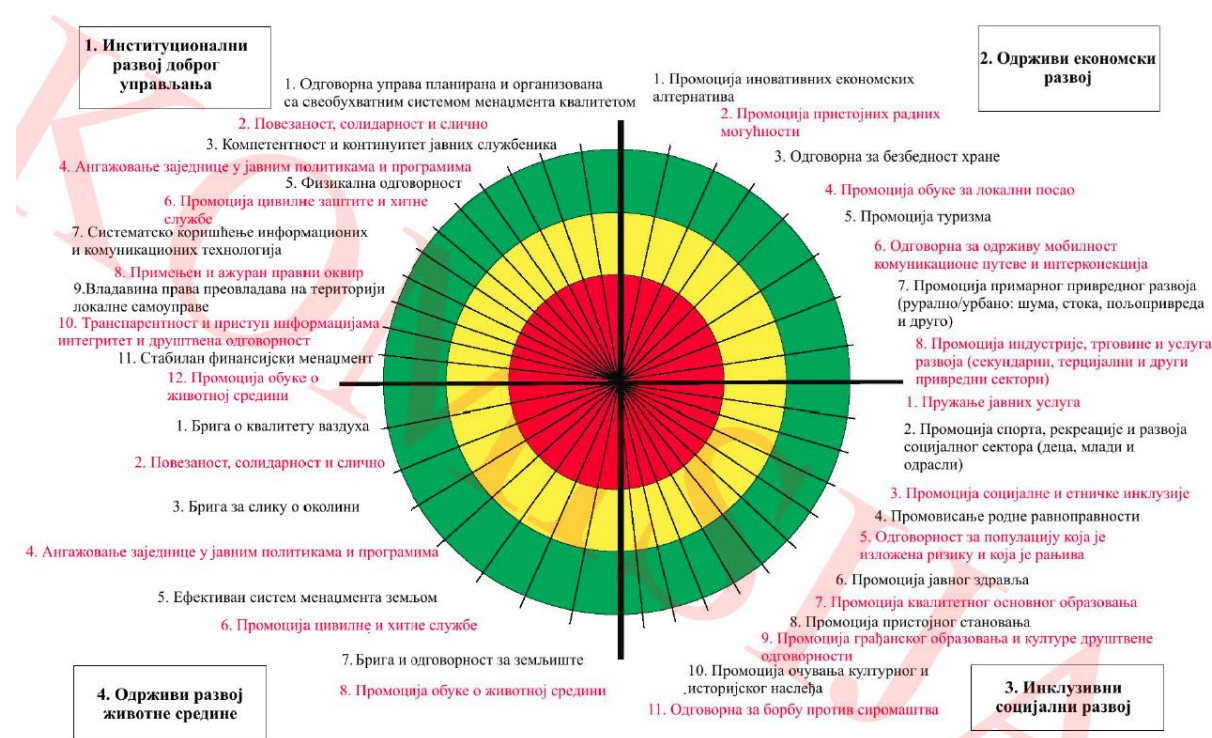 1. Институционални
развој доброг
управљања
1. Одговорна управа планирана и организована
са свеобухватним системом менаџмента квалитетом
2. Повезаност, солидарност и слично
3. Компетентност и континуитет јавних службеника
4. Ангажовање заједнице у јавним политикама и програмима
5. Физикална одговорност
6. Промоција цивилне заштите и хитне
службе
7. Систематско коришћење информационих
и комуникационих технологија
8. Примењен и ажуран правни оквир
9.Владавина права преовладава на територији
локалне самоуправе
10. Транспарентност и приступ информацијама
интегритет и друштвена одговорност
11. Стабилан финансијски менаџмент
12. Промоција обуке о
животној средини
2. Одрживи економски
развој
1. Промоција иновативних економских
алтернатива
2. Промоција пристојних радних
могућности
3. Одговорна за безбедност хране
4. Промоција обуке за локални посао
5. Промоција туризма
6. Одговорна за одрживу мобилност
комуникационе путеве и интерконекција
7. Промоција примарног привредног развоја
(рурално/урбано: шума, стока, пољопривреда
и друго)
8. Промоција индустрије, трговине и услуга
развоја (секундарни, терцијални и други
привредни сектори)
1. Пружање јавних услуга
2. Промоција спорта, рекреације и развоја
социјалног сектора (деца, млади и
одрасли)
3. Промоција социјалне и етничке инклузије
4. Промовисање родне равноправности
5. Одговорност за популацију која је
изложена ризику и која је рањива
6. Промоција јавног здравља
7. Промоција квалитетног основног образовања
8. Промоција пристојног становања
9. Промоција грађанског образовања и културе друштвене
одговорности
10. Промоција очувања културног и
историјског наслеђа
11. Одговорна за борбу против сиромаштва
3. Инклузивни
социјални развој
1. Брига о квалитету ваздуха
2. Повезаност, солидарност и слично
3. Брига за слику о околини
4. Ангажовање заједнице у јавним политикама и програмима
5. Ефективан систем менаџмента земљом
6. Промоција цивилне и хитне службе
7. Брига и одговорност за земљиште
8. Промоција обуке о животној средини
4. Одрживи развој
животне средине
KOMISIJA